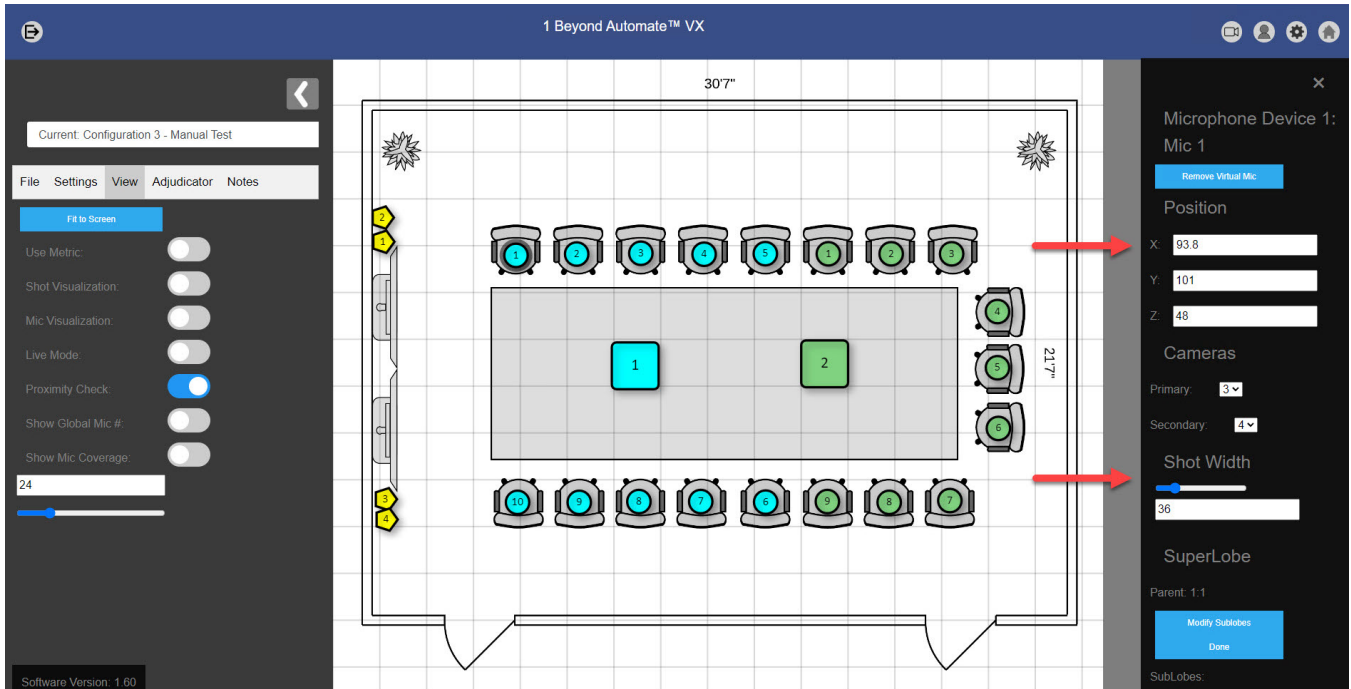 1 Beyond Automate™ VX
Current: Configuration 3 - Manual Test
File Settings View Adjudicator Notes
Fit to Screen
Use Metric:
Shot Visualization:
Mic Visualization:
Live Mode:
Proximity Check:
Show Global Mic #:
Show Mic Coverage:
24
Software Version: 1.60
30'7"
2
1
1 2 3 4 5 1 2 3
4
1 2
5
21'7"
6
3
4
10 9 8 7 6 9 8 7
×
Microphone Device 1:
Mic 1
Remove Virtual Mic
Position
X: 93.8
Y: 101
Z: 48
Cameras
Primary: 3
Secondary: 4
Shot Width
36
SuperLobe
Parent: 1:1
Modify Sublobes
Done
SubLobes: